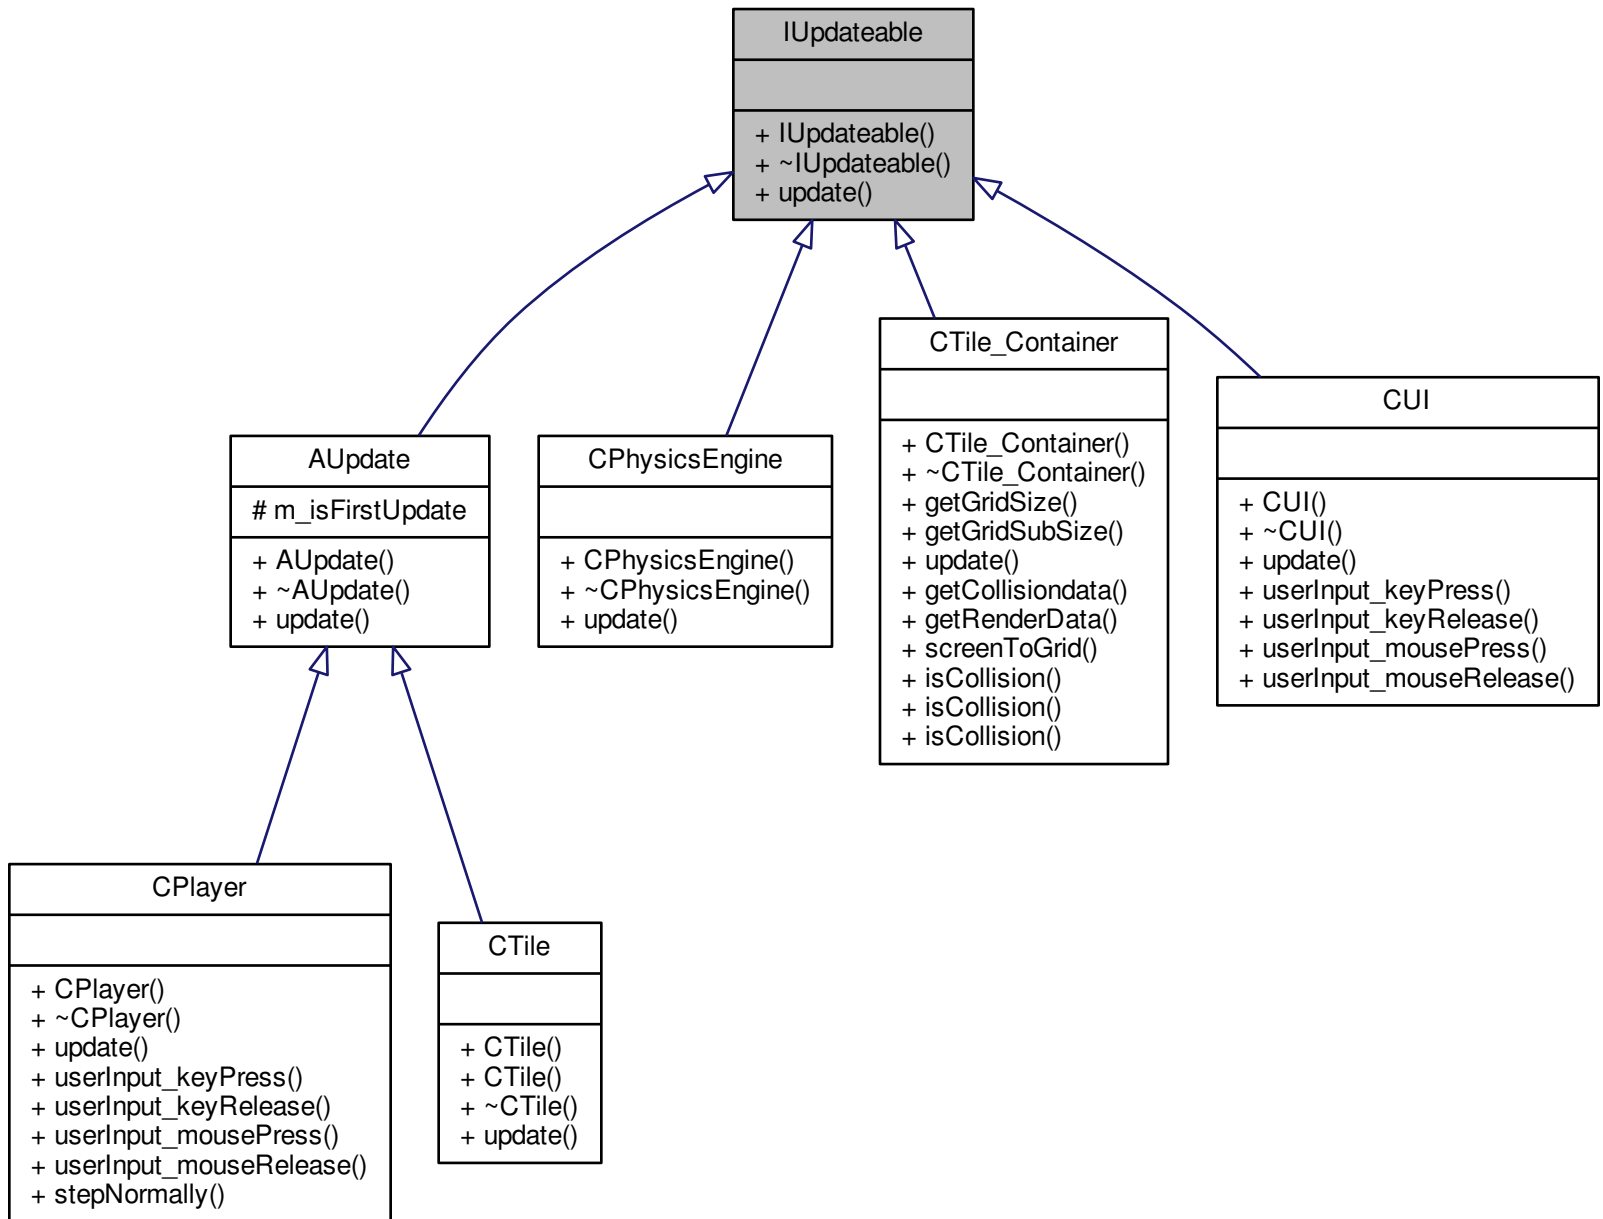 IUpdateable
+ IUpdateable()
+ ~IUpdateable()
+ update()
AUpdate
# m_isFirstUpdate
+ AUpdate()
+ ~AUpdate()
+ update()
CPhysicsEngine
+ CPhysicsEngine()
+ ~CPhysicsEngine()
+ update()
CTile_Container
+ CTile_Container()
+ ~CTile_Container()
+ getGridSize()
+ getGridSubSize()
+ update()
+ getCollisiondata()
+ getRenderData()
+ screenToGrid()
+ isCollision()
+ isCollision()
+ isCollision()
CUI
+ CUI()
+ ~CUI()
+ update()
+ userInput_keyPress()
+ userInput_keyRelease()
+ userInput_mousePress()
+ userInput_mouseRelease()
CPlayer
+ CPlayer()
+ ~CPlayer()
+ update()
+ userInput_keyPress()
+ userInput_keyRelease()
+ userInput_mousePress()
+ userInput_mouseRelease()
+ stepNormally()
CTile
+ CTile()
+ CTile()
+ ~CTile()
+ update()